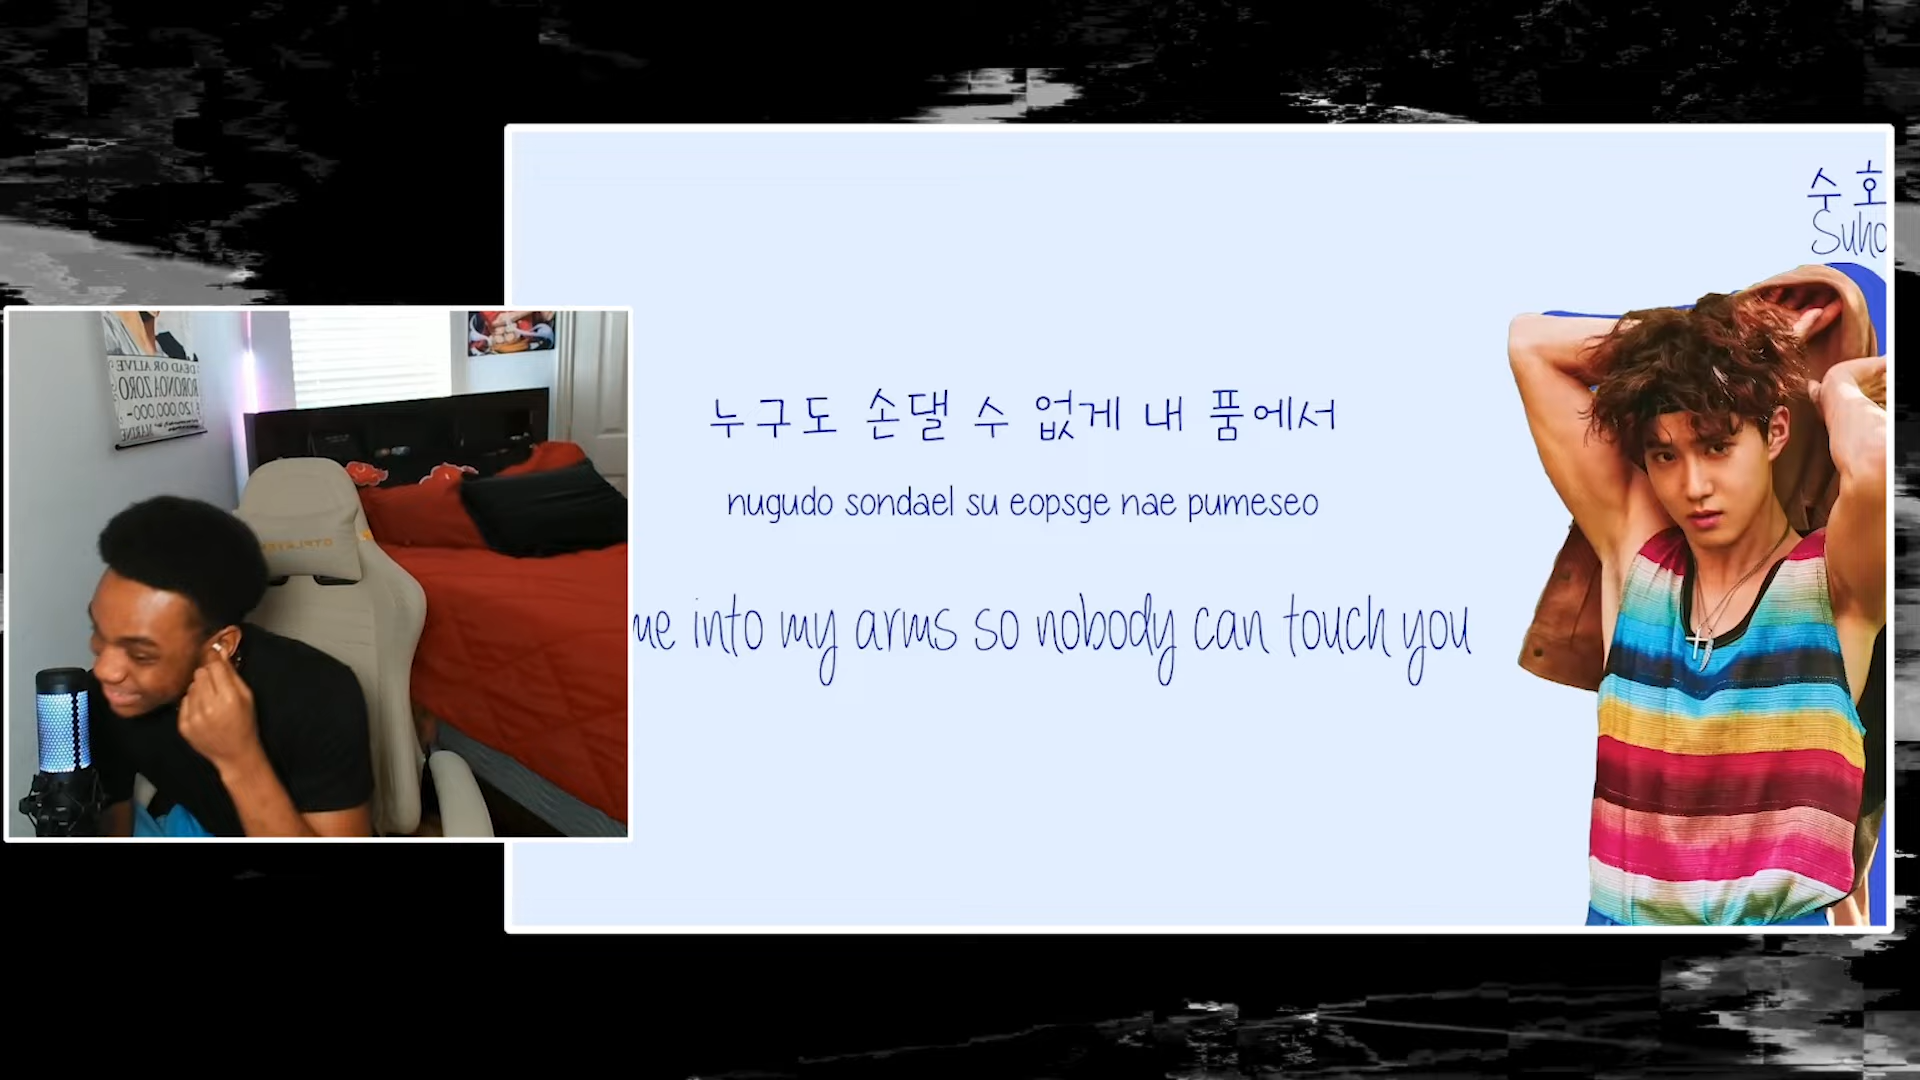 수호
Suho
누구도 손댈 수 없게 내 품에서
nugudo sondael su eopsge nae pumeseo
me into my arms so nobody can touch you
DEAD OR ALIVE
RORONOA ZORO
120,000,000-
MARINE